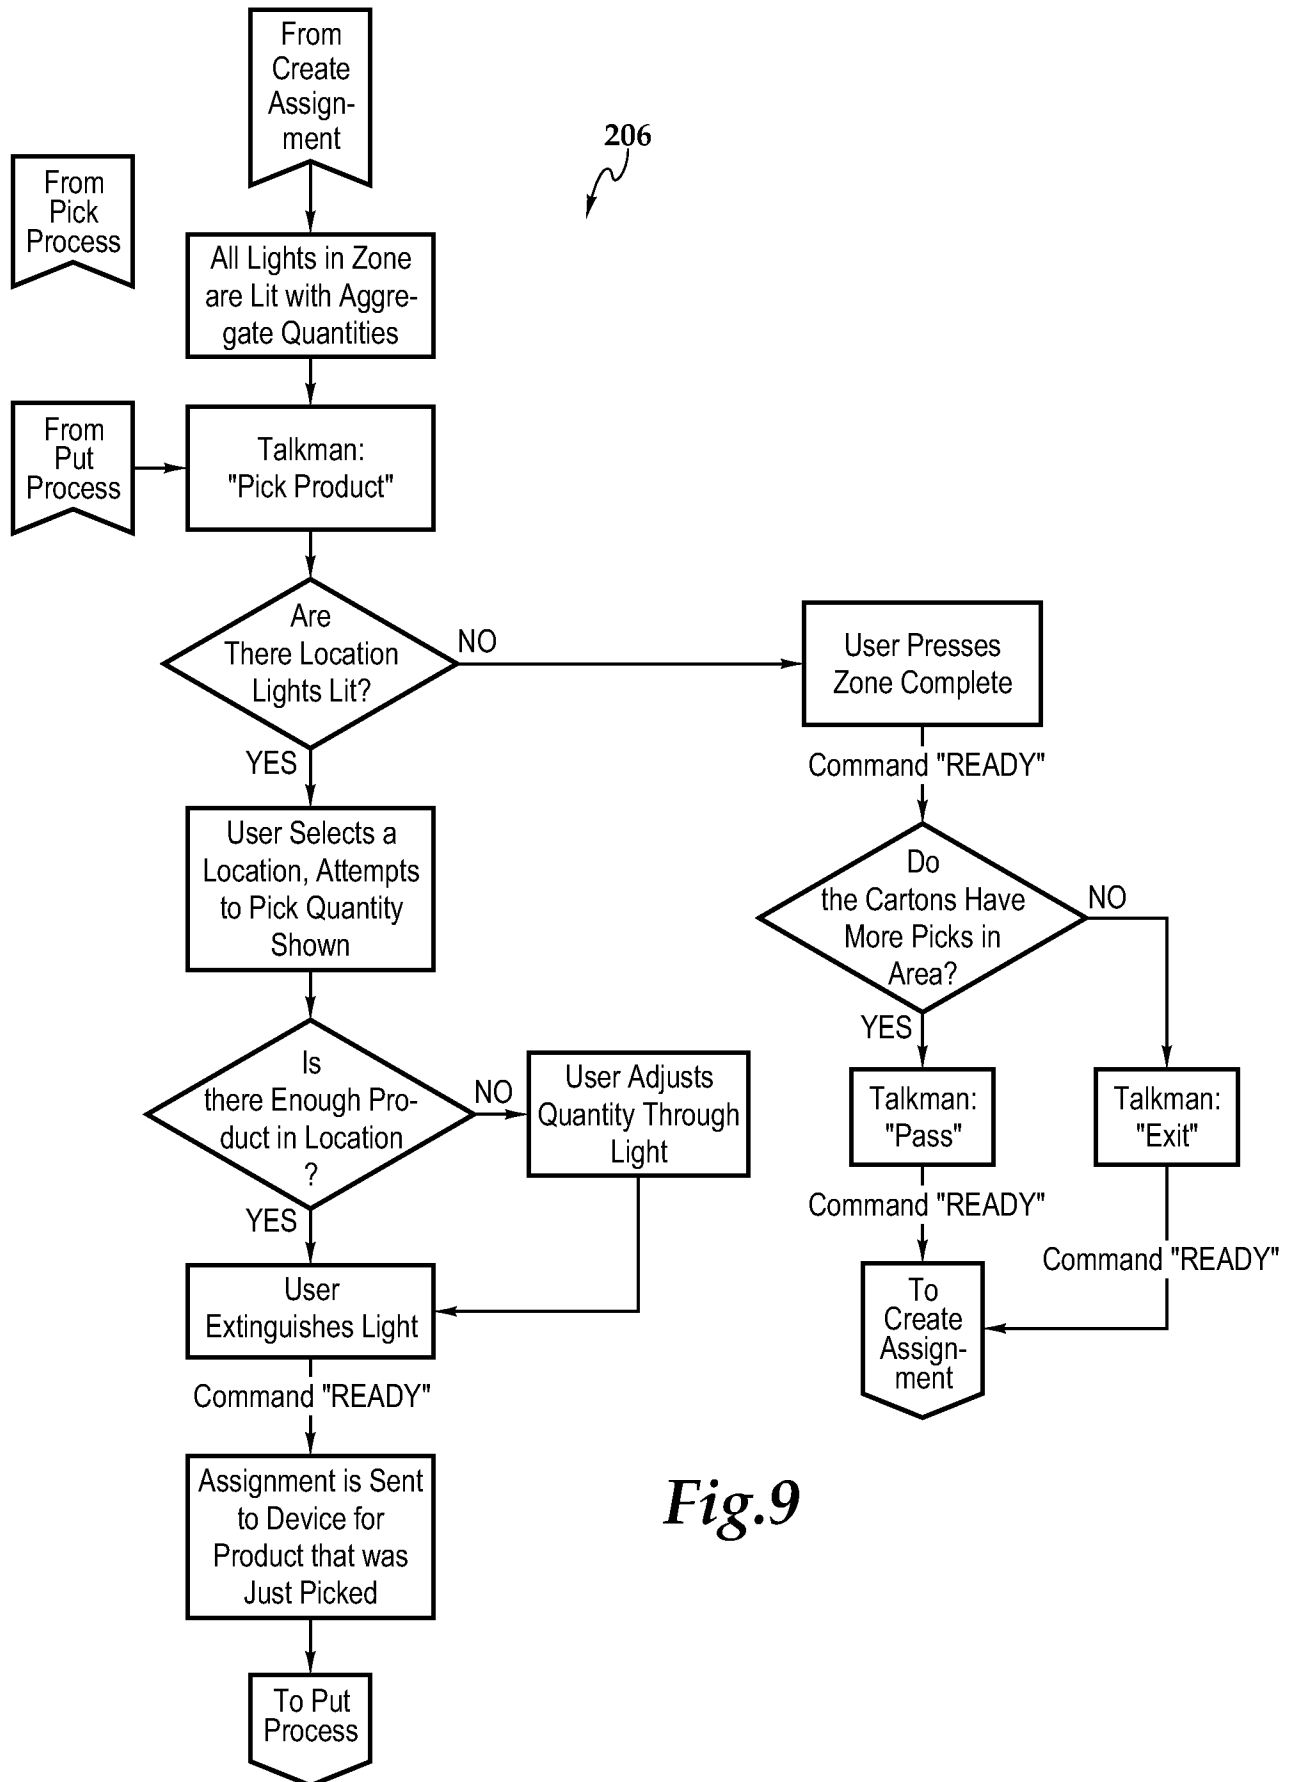 From
Create
Assign-
ment
206
From
Pick
Process
All Lights in Zone
are Lit with Aggre-
gate Quantities
From
Put
Process
Talkman:
"Pick Product"
Are
There Location
Lights Lit?
NO
YES
User Presses
Zone Complete
Command "READY"
User Selects a
Location, Attempts
to Pick Quantity
Shown
Do
the Cartons Have
More Picks in
Area?
NO
YES
Is
there Enough Pro-
duct in Location
?
NO
YES
User Adjusts
Quantity Through
Light
Talkman:
"Pass"
Talkman:
"Exit"
Command "READY"
Command "READY"
User
Extinguishes Light
To
Create
Assign-
ment
Command "READY"
Assignment is Sent
to Device for
Product that was
Just Picked
Fig.9
To Put
Process